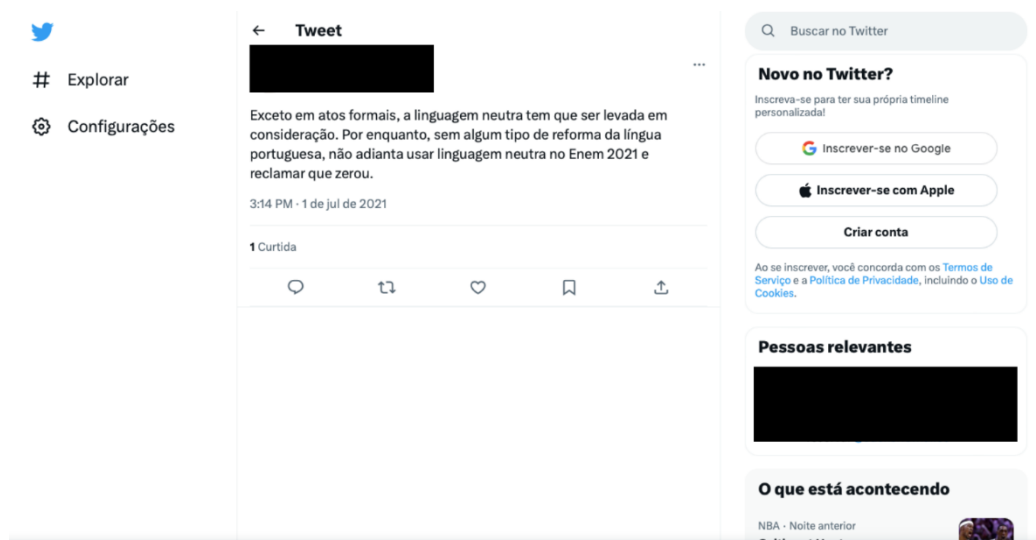 Explorar
Configurações
Tweet
Exceto em atos formais, a linguagem neutra tem que ser levada em
consideração. Por enquanto, sem algum tipo de reforma da língua
portuguesa, não adianta usar linguagem neutra no Enem 2021 e
reclamar que zerou.
3:14 PM · 1 de jul de 2021
1 Curtida
Buscar no Twitter
Novo no Twitter?
Inscreva-se para ter sua própria timeline
personalizada!
Inscrever-se no Google
Inscrever-se com Apple
Criar conta
Ao se inscrever, você concorda com os Termos de
Serviço e a Política de Privacidade, incluindo o Uso de
Cookies.
Pessoas relevantes
O que está acontecendo
NBA · Noite anterior